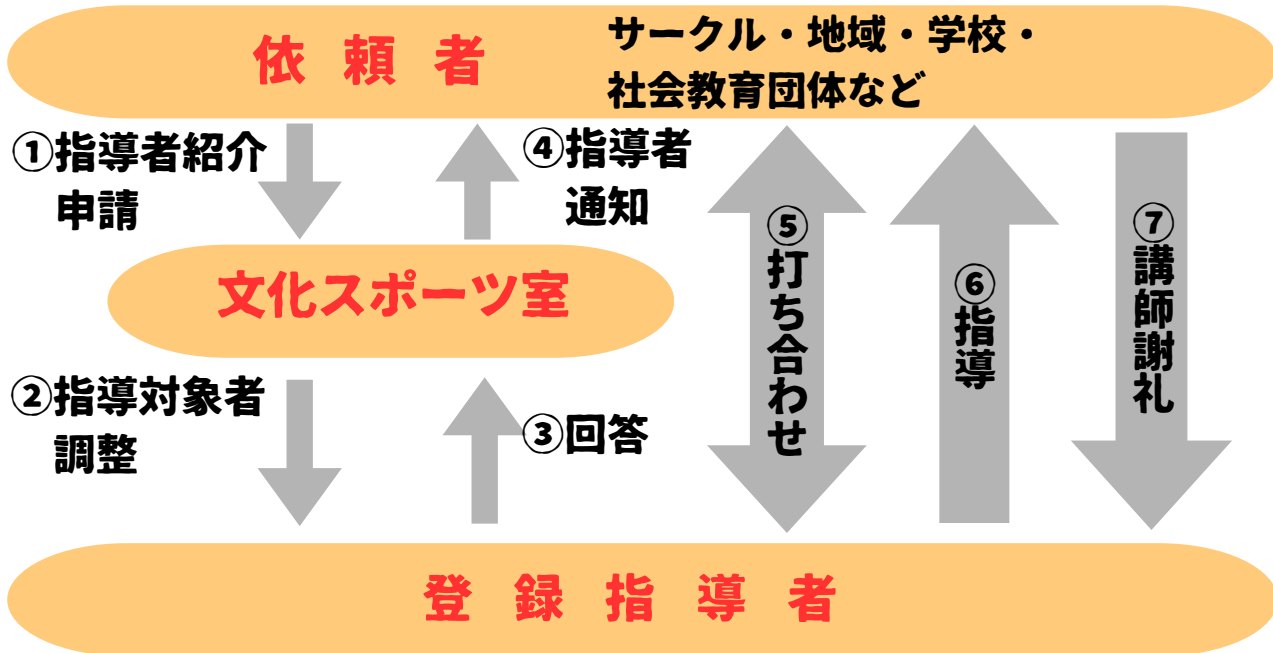 依頼者
サークル・地域・学校・
社会教育団体など
①指導者紹介
申請
④指導者
通知
⑤打ち合わせ
⑥指導
⑦講師謝礼
文化スポーツ室
②指導対象者
調整
③回答
登録指導者